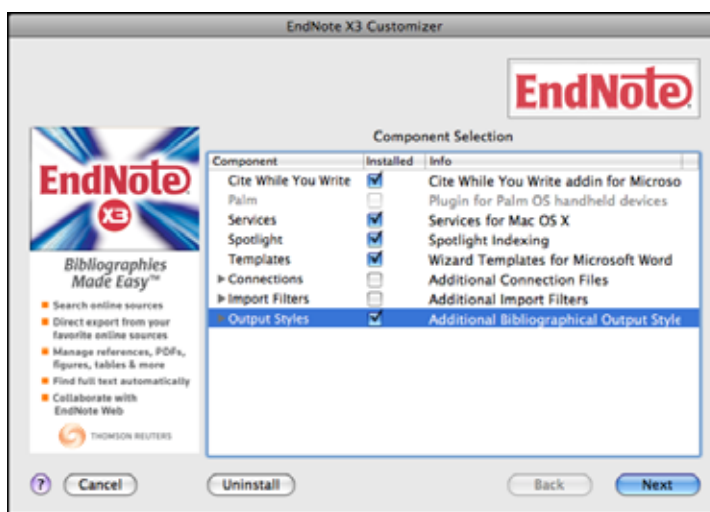 EndNote X3 Customizer
EndNote
Component Selection
Component Installed Info
Cite While You Write Cite While You Write addin for Microso
Palm Plugin for Palm OS handheld devices
Services Services for Mac OS X
Spotlight Spotlight Indexing
Templates Wizard Templates for Microsoft Word
Connections Additional Connection Files
Import Filters Additional Import Filters
Output Styles Additional Bibliographical Output Style
EndNote
X3
Bibliographies
Made Easy™
Search online sources
Direct export from your
favorite online sources
Manage references, PDFs,
figures, tables & more
Find full text automatically
Collaborate with
EndNote Web
THOMSON REUTERS
? Cancel Uninstall Back Next